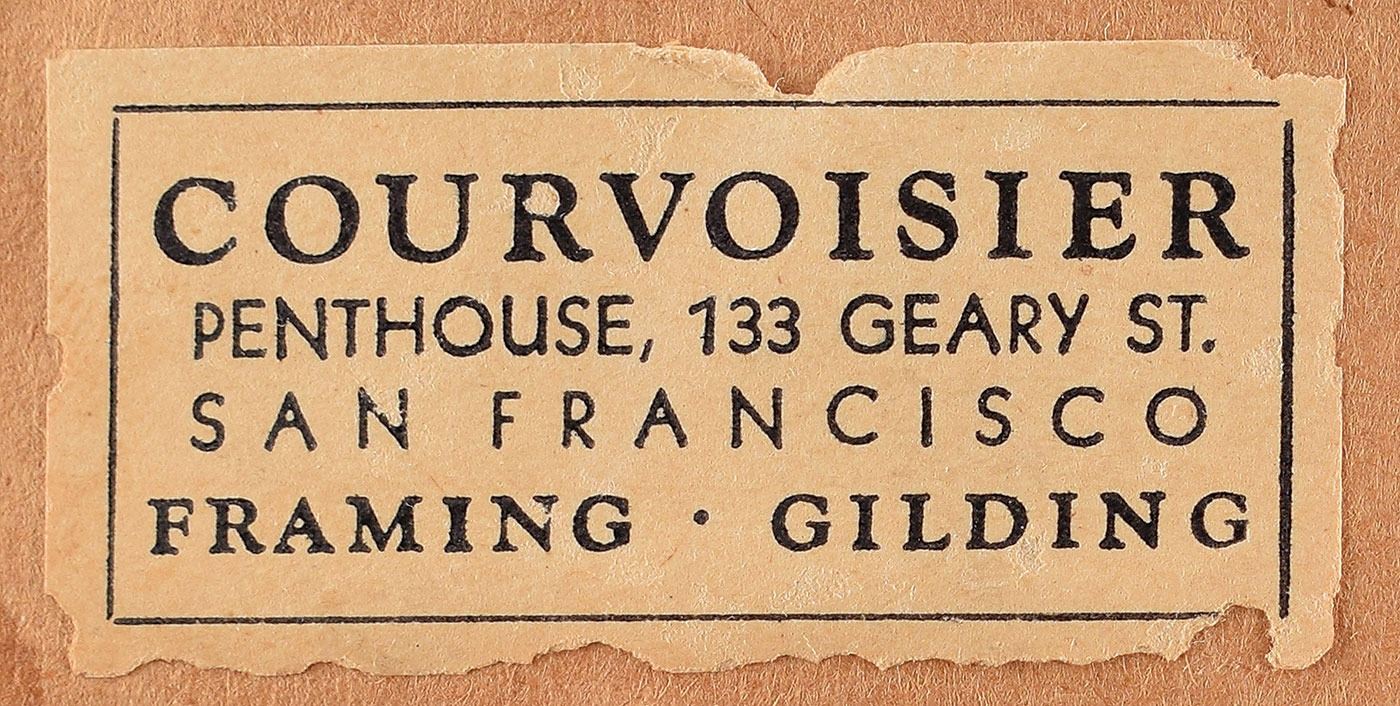 COURVOISIER
PENTHOUSE, 133 GEARY ST.
SAN FRANCISCO
FRAMING · GILDING